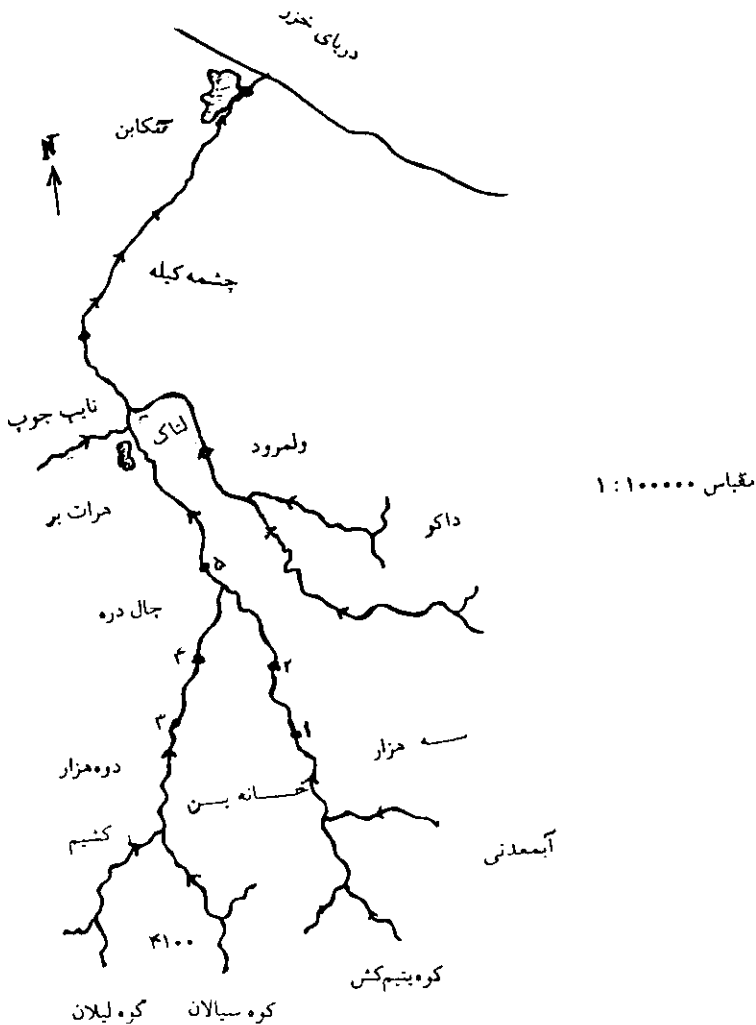 دریای خزر
تنکابن
N
چشمه کیله
نایب جوب
لتاک
ولمرود
مقیاس ۱:۱۰۰۰۰۰
هرات بر
داکو
۵
جال دره
۴
۲
۳
۱
سه هزار
دوهزار
خانه بن
کشیم
آبمعدنی
۴۱۰۰
کوه یتیم‌کش
کوه سیالان
کوه لیلان